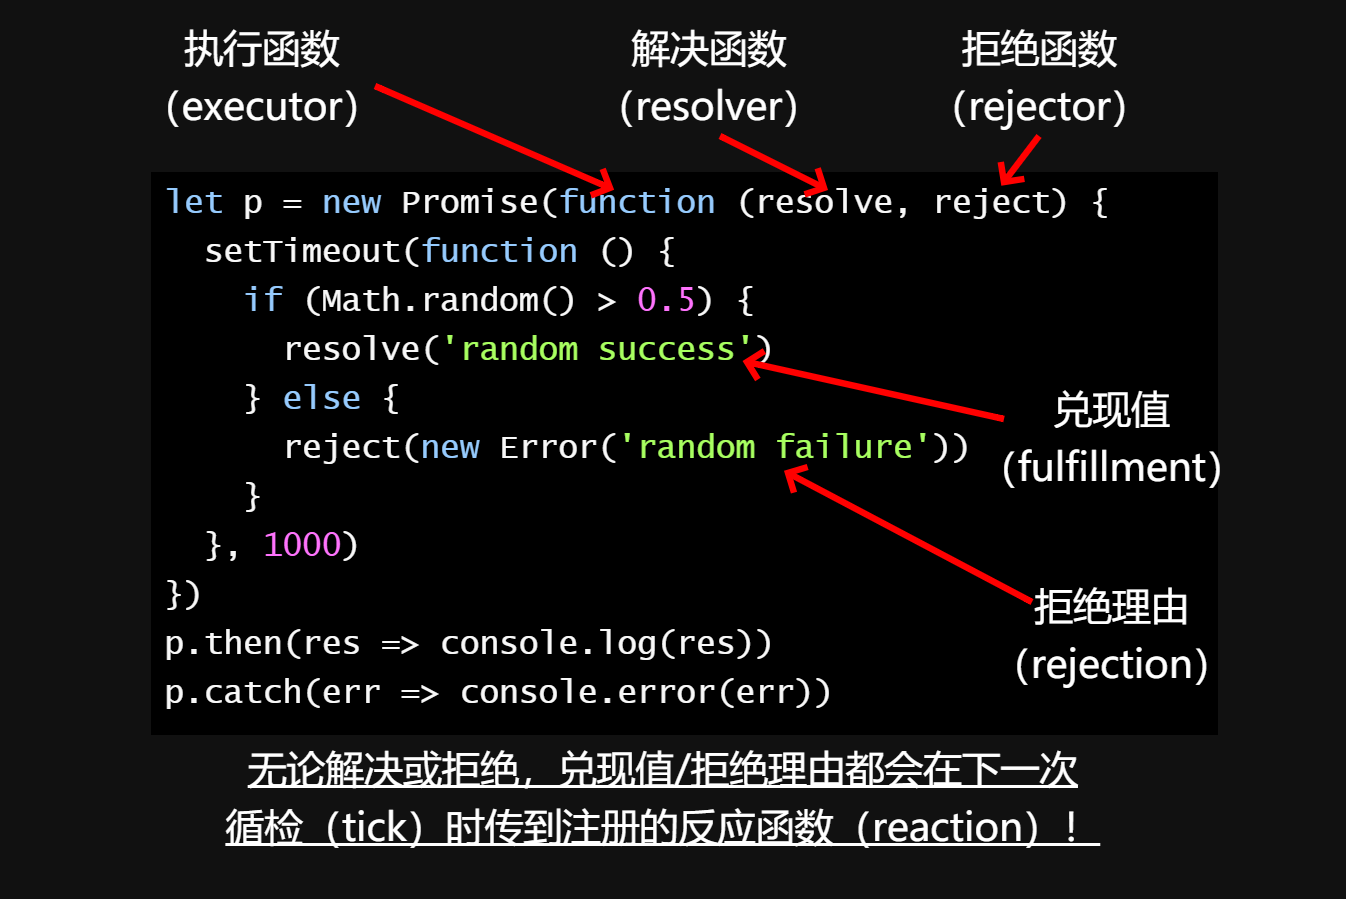 执行函数 解决函数 拒绝函数
（executor） （resolver） （rejector）
let p = new Promise(function (resolve, reject) {
  setTimeout(function () {
    if (Math.random() > 0.5) {
      resolve('random success')
    } else {
      reject(new Error('random failure'))
    }
  }, 1000)
})
p.then(res => console.log(res))
p.catch(err => console.error(err))
兑现值
（fulfillment）
拒绝理由
（rejection）
无论解决或拒绝，兑现值/拒绝理由都会在下一次
循检（tick）时传到注册的反应函数（reaction）！